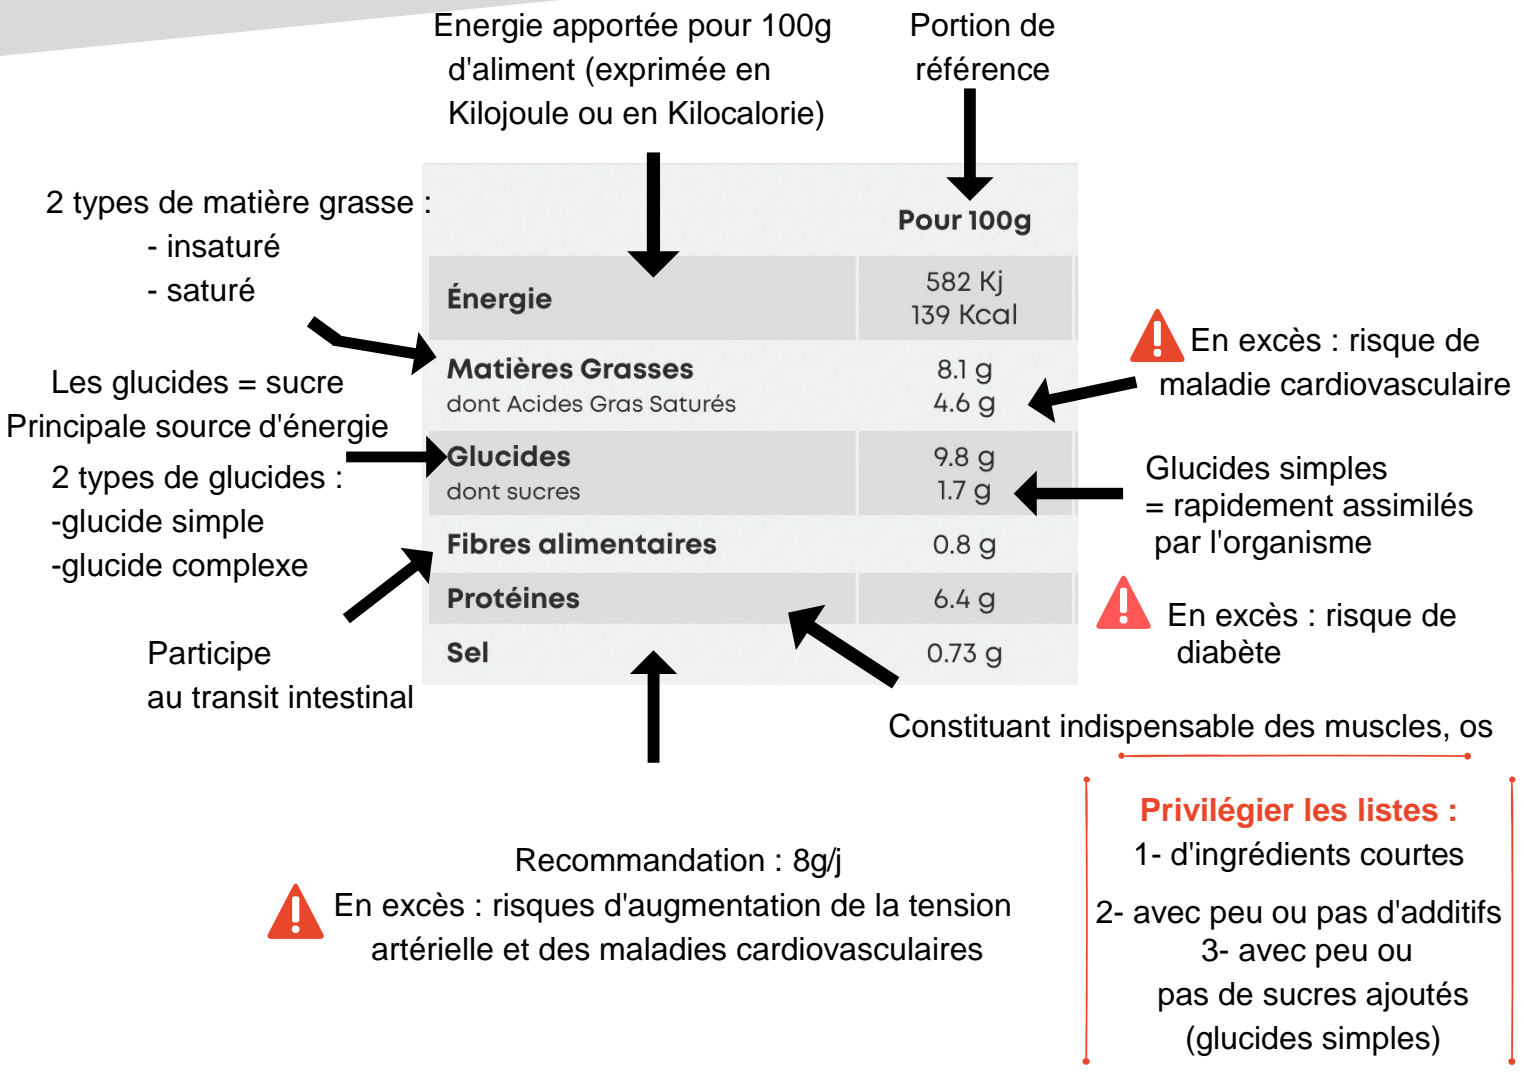 Energie apportée pour 100g
d'aliment (exprimée en
Kilojoule ou en Kilocalorie)
Portion de
référence
2 types de matière grasse :
- insaturé
- saturé
Les glucides = sucre
Principale source d'énergie
2 types de glucides :
-glucide simple
-glucide complexe
Participe
au transit intestinal
Pour 100g
Énergie
582 Kj
139 Kcal
Matières Grasses
8.1 g
dont Acides Gras Saturés
4.6 g
Glucides
9.8 g
dont sucres
1.7 g
Fibres alimentaires
0.8 g
Protéines
6.4 g
Sel
0.73 g
En excès : risque de
maladie cardiovasculaire
Glucides simples
= rapidement assimilés
par l'organisme
En excès : risque de
diabète
Constituant indispensable des muscles, os
Recommandation : 8g/j
En excès : risques d'augmentation de la tension
artérielle et des maladies cardiovasculaires
Privilégier les listes :
1- d'ingrédients courtes
2- avec peu ou pas d'additifs
3- avec peu ou
pas de sucres ajoutés
(glucides simples)